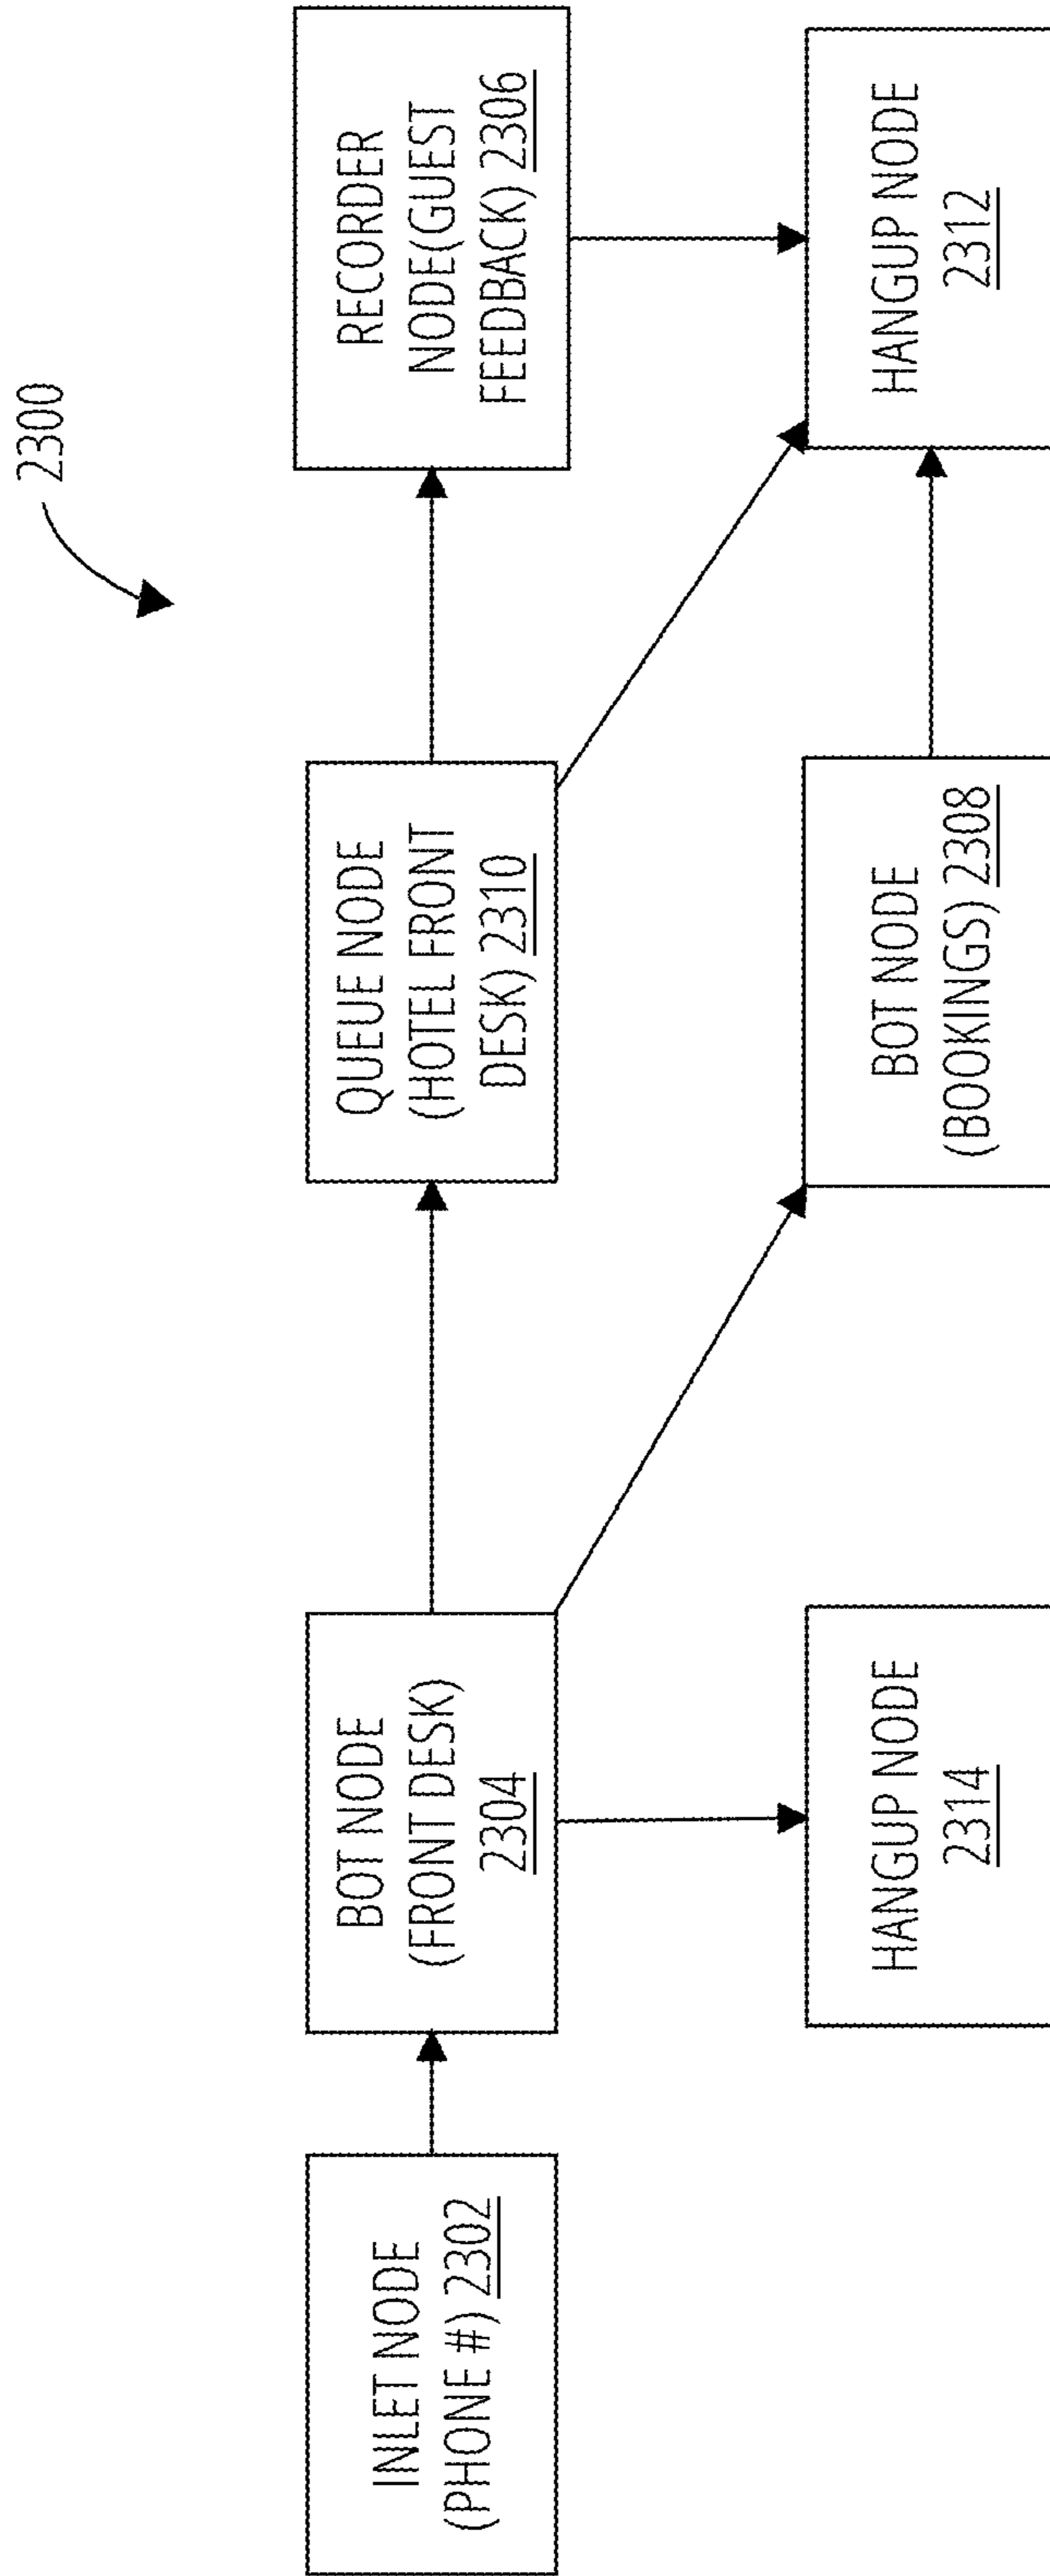 2300
INLET NODE
(PHONE #) 2302
BOT NODE
(FRONT DESK)
2304
QUEUE NODE
(HOTEL FRONT
DESK) 2310
RECORDER
NODE(GUEST
FEEDBACK) 2306
HANGUP NODE
2314
BOT NODE
(BOOKINGS) 2308
HANGUP NODE
2312